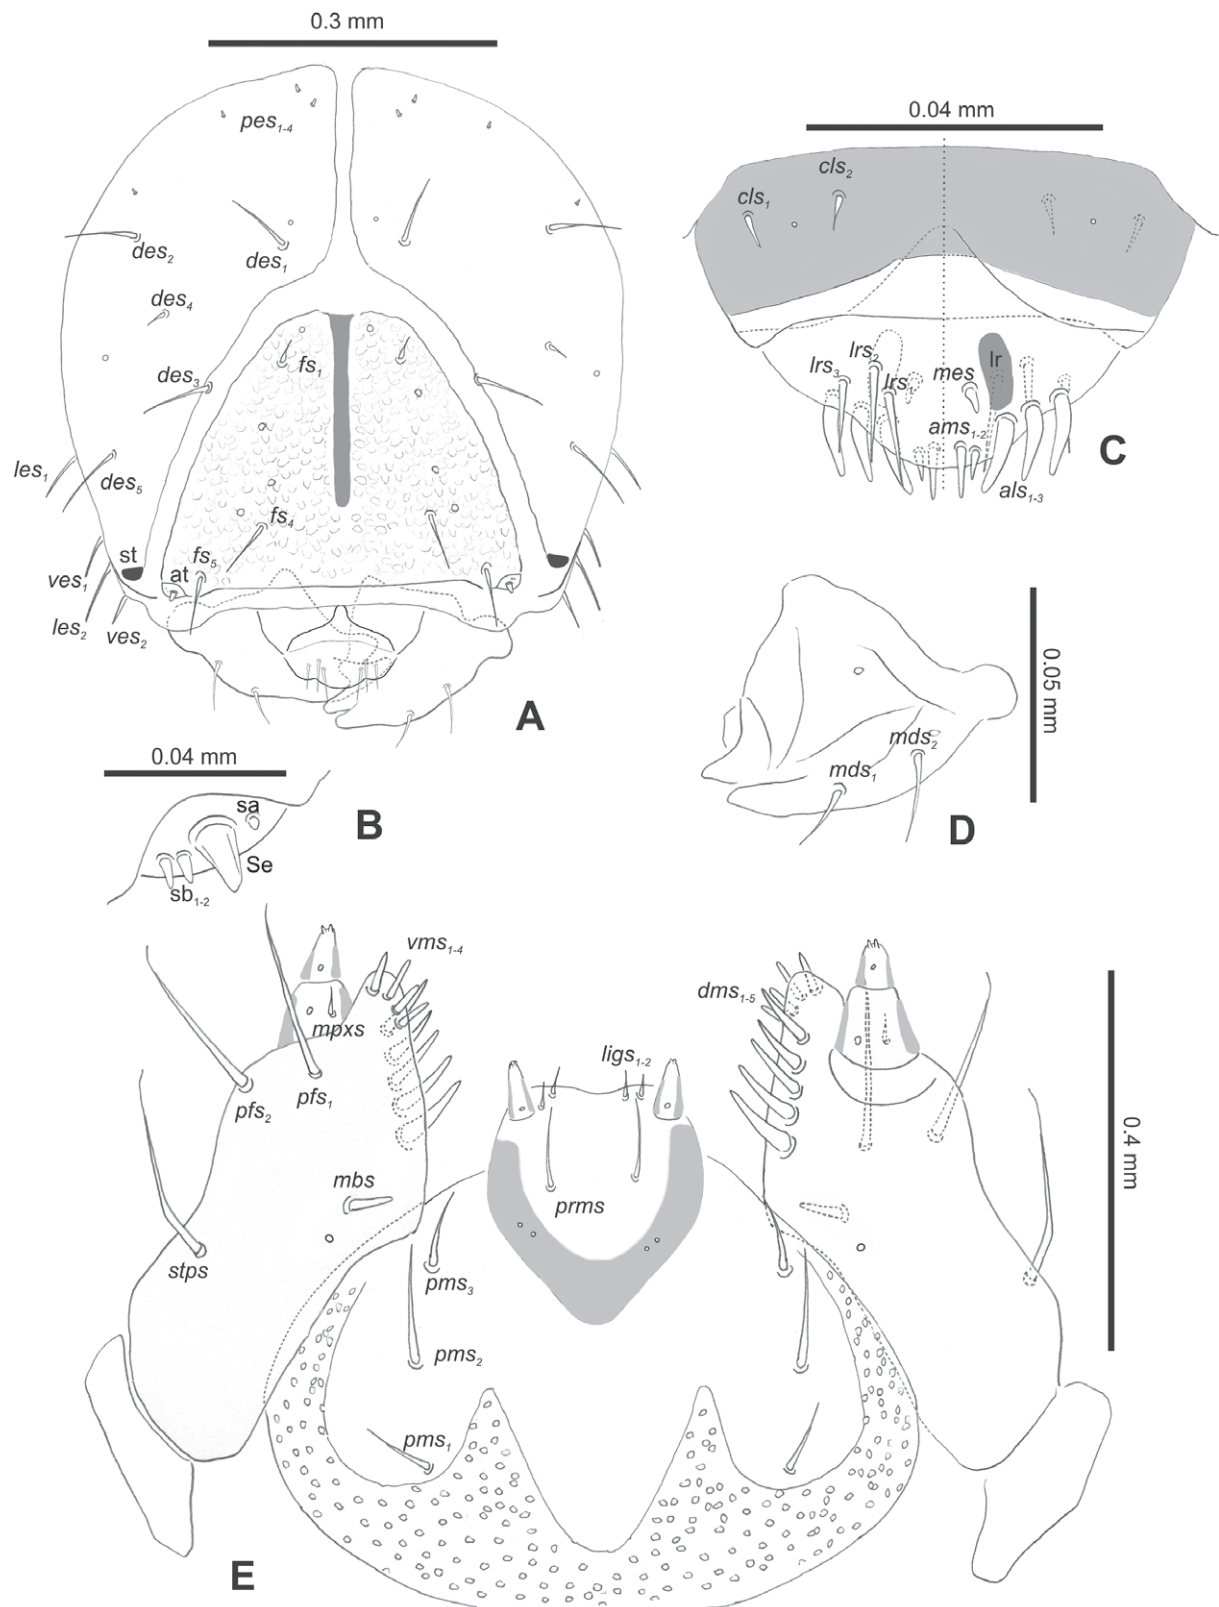 0.3 mm
pes1-4
des2
des1
des4
des3
fs1
les1
des5
fs4
st
fs5
at
ves1
les2
ves2
A
0.04 mm
cls2
cls1
lrs3
lrs2
lrs
mes
lr
ams1-2
als1-3
C
0.04 mm
sa
B
Se
sb1-2
0.05 mm
mds2
mds1
D
vms1-4
dms1-5
mpxs
ligs1-2
pfs2
pfs1
mbs
prms
stps
pms3
pms2
pms1
0.4 mm
E